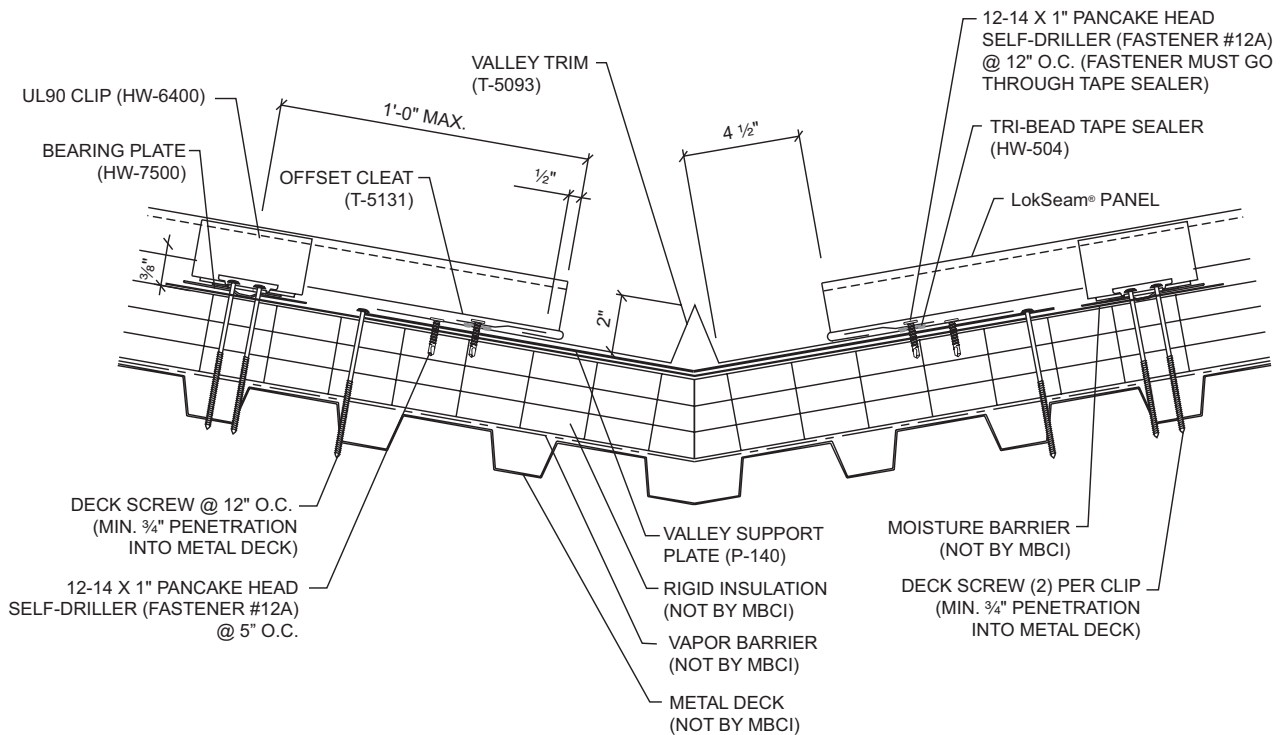 12-14 X 1" PANCAKE HEAD
SELF-DRILLER (FASTENER #12A)
@ 12" O.C. (FASTENER MUST GO
THROUGH TAPE SEALER)
VALLEY TRIM
(T-5093)
UL90 CLIP (HW-6400)
1'-0" MAX.
4 ½"
TRI-BEAD TAPE SEALER
(HW-504)
BEARING PLATE
(HW-7500)
OFFSET CLEAT
(T-5131)
½"
LokSeam® PANEL
⅜"
2"
DECK SCREW @ 12" O.C.
(MIN. ¾" PENETRATION
INTO METAL DECK)
12-14 X 1" PANCAKE HEAD
SELF-DRILLER (FASTENER #12A)
@ 5” O.C.
VALLEY SUPPORT
PLATE (P-140)
RIGID INSULATION
(NOT BY MBCI)
VAPOR BARRIER
(NOT BY MBCI)
METAL DECK
(NOT BY MBCI)
MOISTURE BARRIER
(NOT BY MBCI)
DECK SCREW (2) PER CLIP
(MIN. ¾" PENETRATION
INTO METAL DECK)